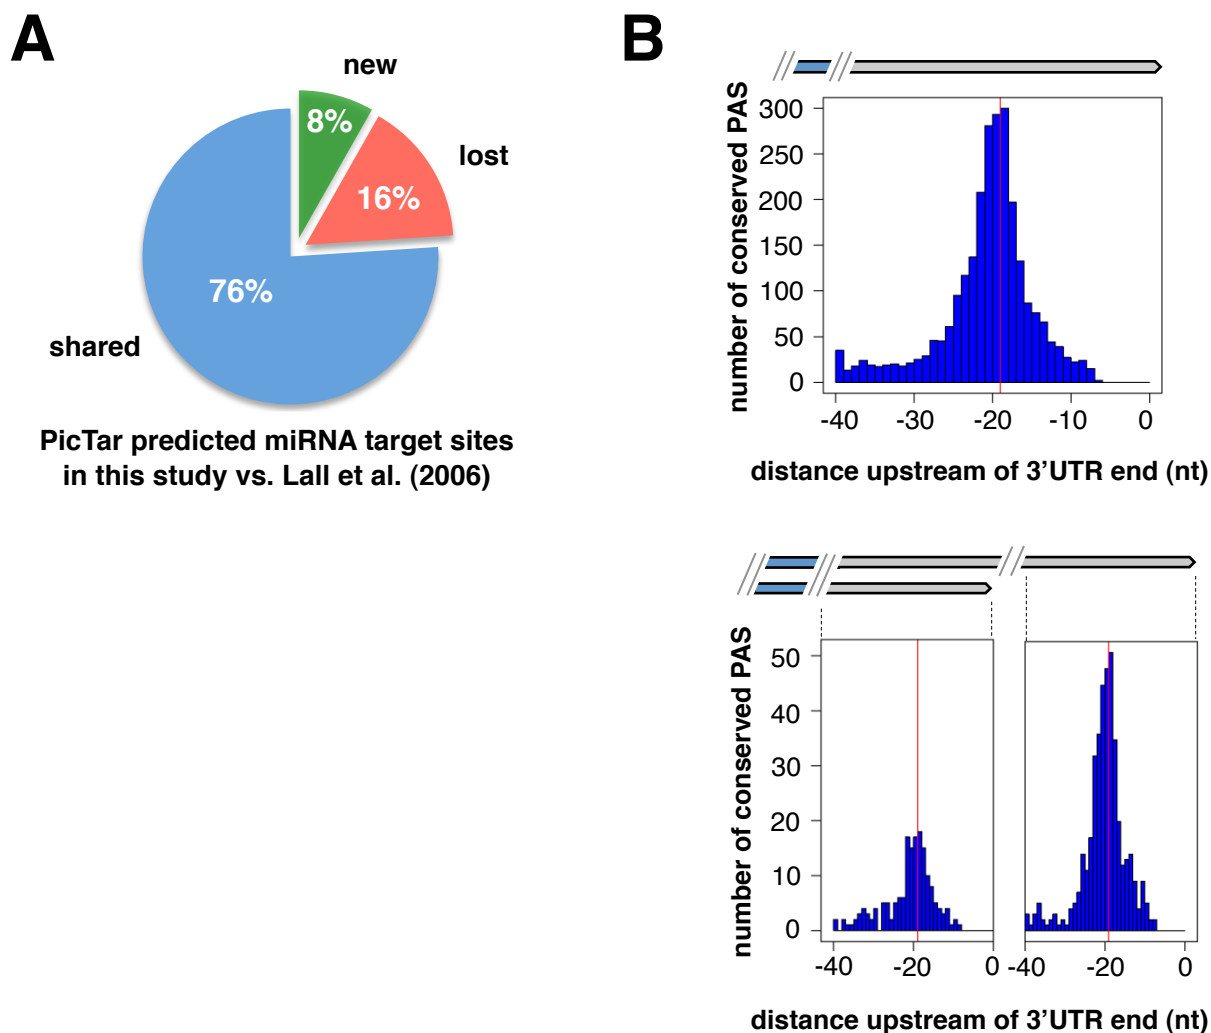 A
new
8%
lost
16%
76%
shared
PicTar predicted miRNA target sites
in this study vs. Lall et al. (2006)
B
number of conserved PAS
300
250
200
150
100
50
0
-40
-30
-20
-10
0
distance upstream of 3’UTR end (nt)
number of conserved PAS
50
40
30
20
10
0
-40
-20
0
-40
-20
0
distance upstream of 3’UTR end (nt)